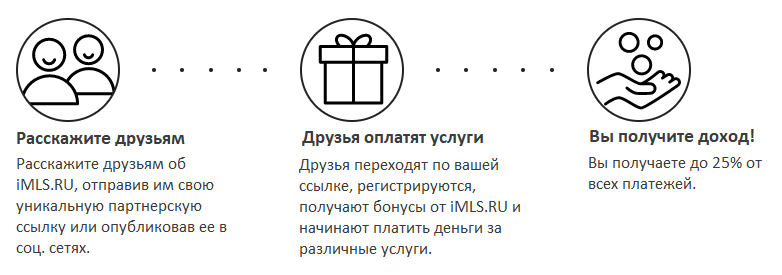 Расскажите друзьям
Расскажите друзьям об
iMLS.RU, отправив им свою
уникальную партнерскую
ссылку или опубликовав ее в
соц. сетях.
Друзья оплатят услуги
Друзья переходят по вашей
ссылке, регистрируются,
получают бонусы от iMLS.RU и
начинают платить деньги за
различные услуги.
Вы получите доход!
Вы получаете до 25% от
всех платежей.